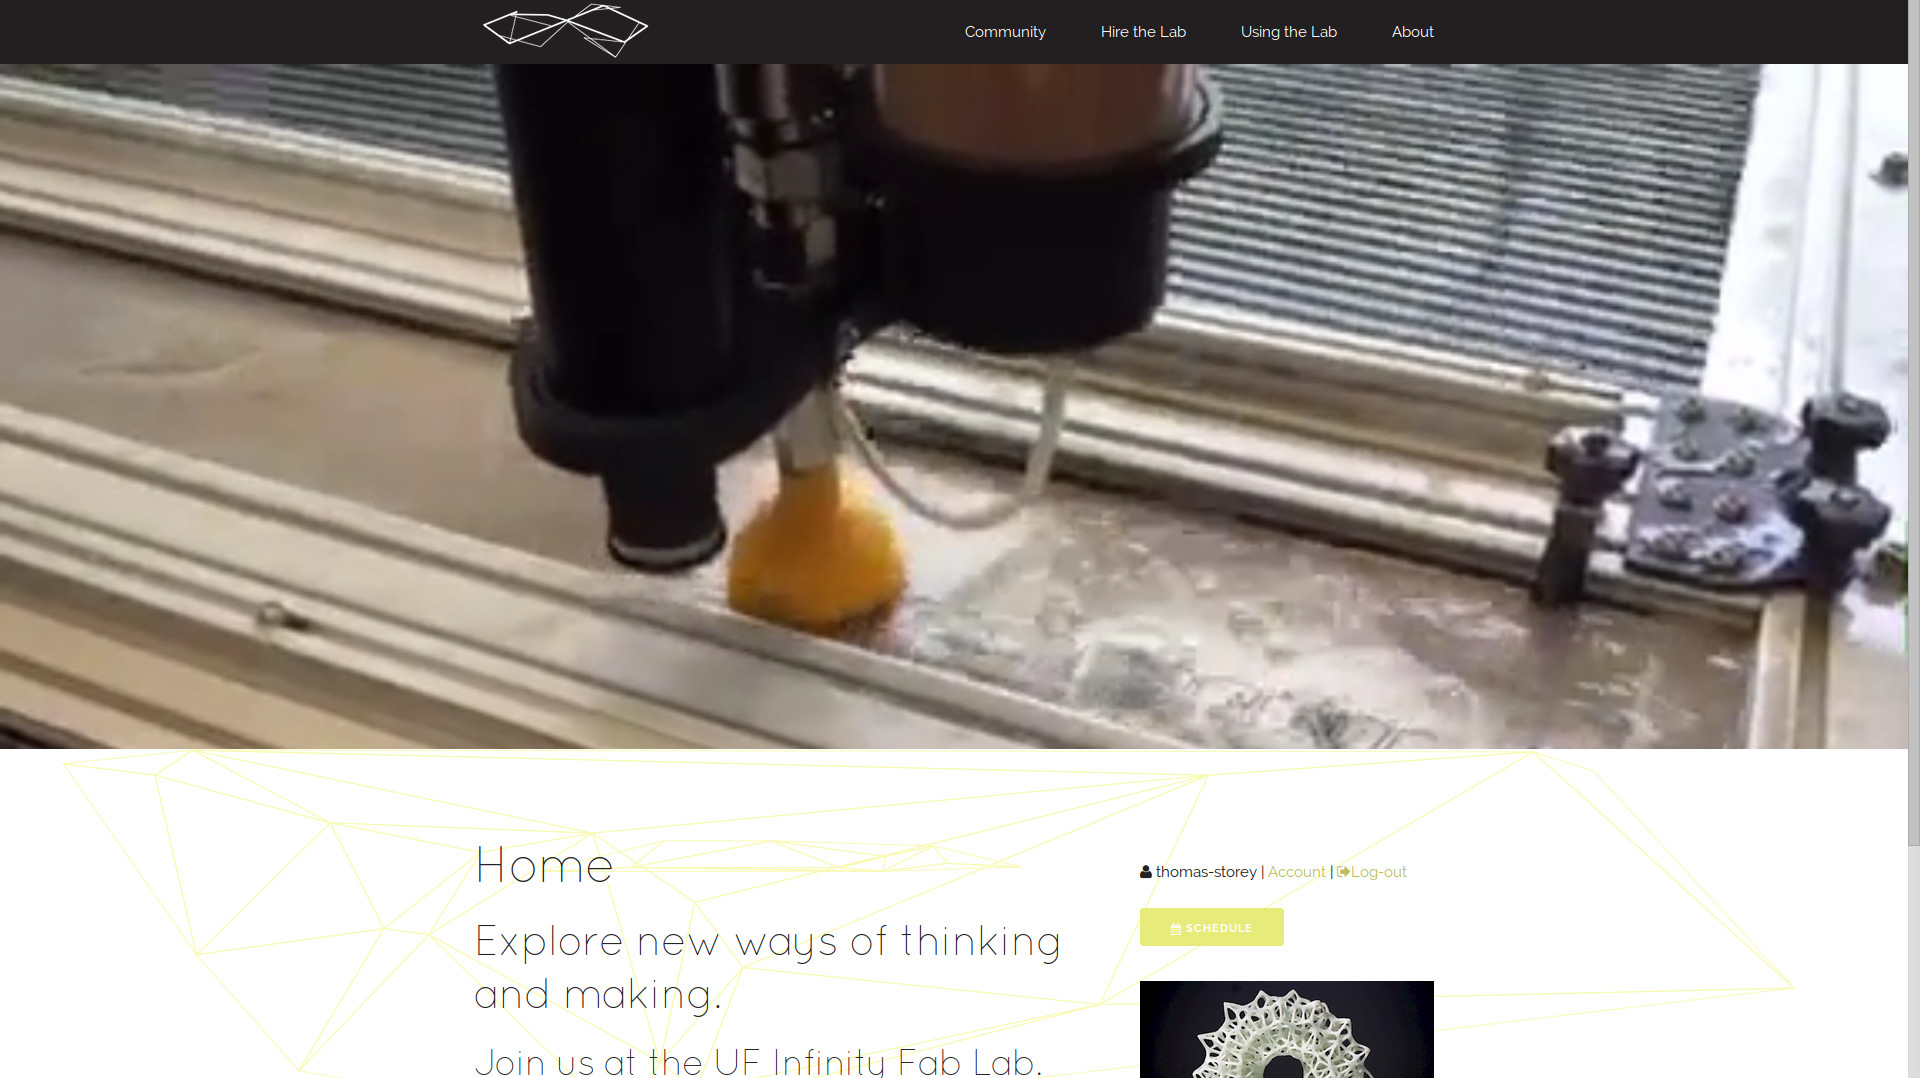 Community Hire the Lab Using the Lab About
Home
thomas-storey | Account | Log-out
SCHEDULE
Explore new ways of thinking
and making.
Join us at the UF Infinity Fab Lab.